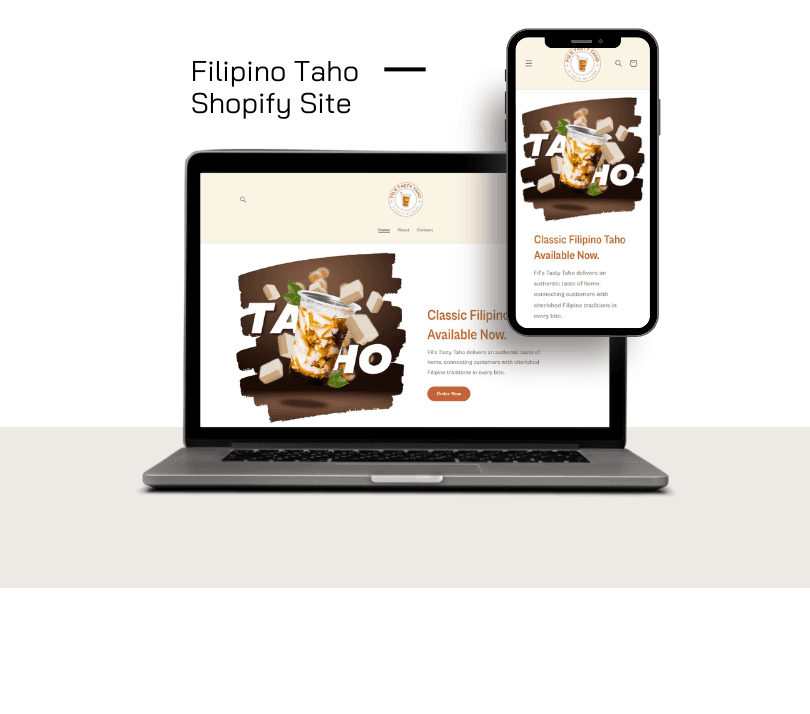 Filipino Taho
Shopify Site
FIL'S TASTY TAHO
Home About Contact
TAHO
Classic Filipino
Available Now.
Fil's Tasty Taho delivers an authentic taste of
home, connecting customers with cherished
Filipino traditions in every bite.
Order Now
FIL'S TASTY TAHO
TAHO
Classic Filipino Taho
Available Now.
Fil's Tasty Taho delivers an
authentic taste of home,
connecting customers with
cherished Filipino traditions in
every bite.